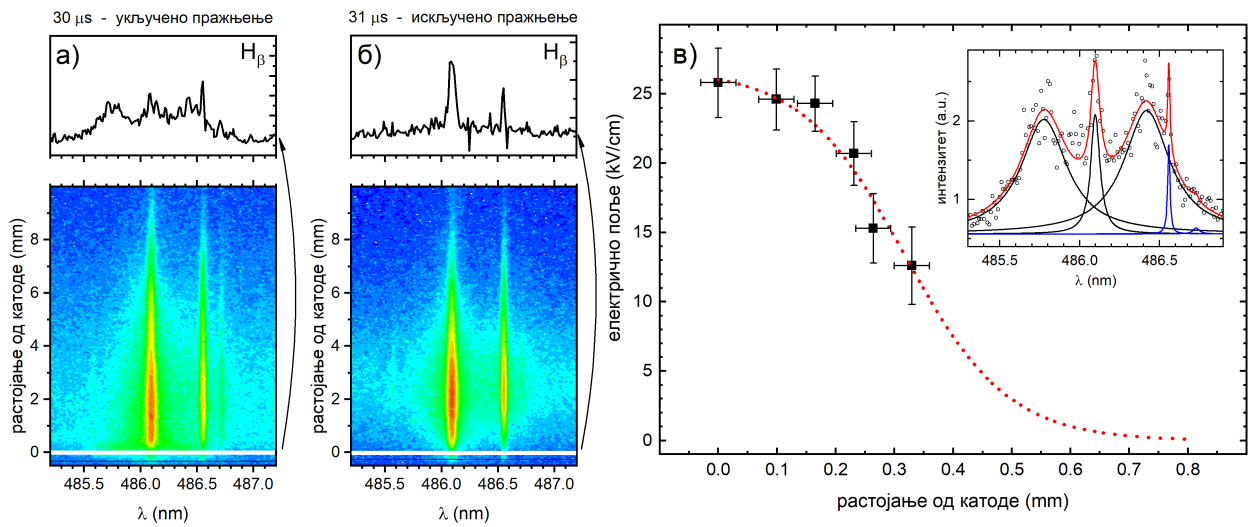 30 μs - укључено пражњење
31 μs - искључено пражњење
а)
Hβ
б)
Hβ
в)
растојање од катоде (mm)
8
6
4
2
0
485.5
486.0
486.5
487.0
λ (nm)
растојање од катоде (mm)
8
6
4
2
0
485.5
486.0
486.5
487.0
λ (nm)
електрично поље (kV/cm)
25
20
15
10
5
0
0.0
0.1
0.2
0.3
0.4
0.5
0.6
0.7
0.8
растојање од катоде (mm)
интензитет (a.u.)
2
1
485.5
486.0
486.5
λ (nm)